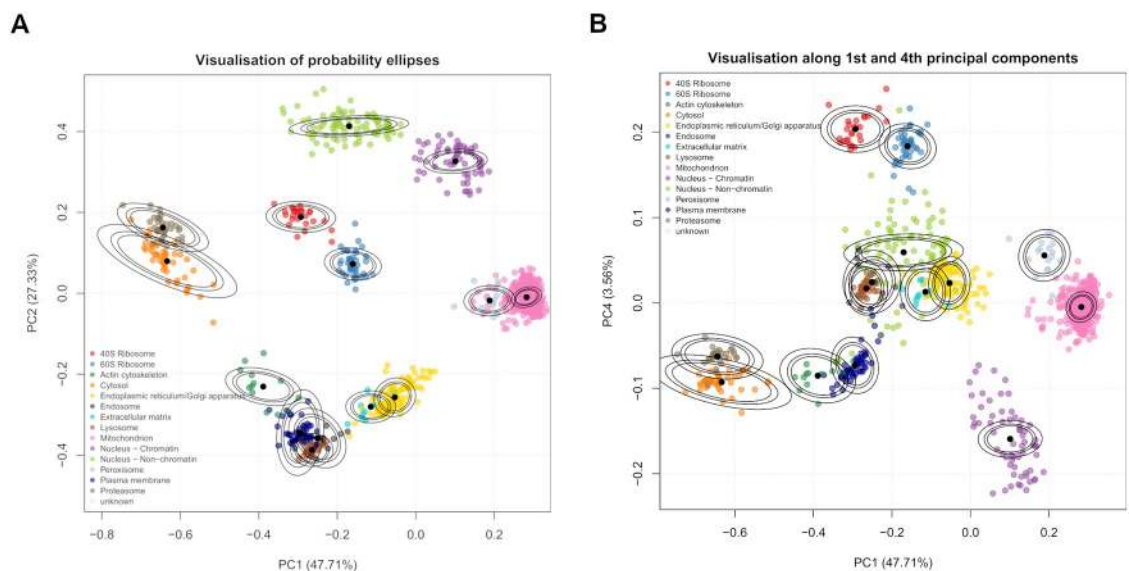 A
Visualisation of probability ellipses
PC2 (27.33%)
0.4
0.2
0.0
−0.2
−0.4
40S Ribosome
60S Ribosome
Actin cytoskeleton
Cytosol
Endoplasmic reticulum/Golgi apparatus
Endosome
Extracellular matrix
Lysosome
Mitochondrion
Nucleus − Chromatin
Nucleus − Non−chromatin
Peroxisome
Plasma membrane
Proteasome
unknown
−0.8 −0.6 −0.4 −0.2 0.0 0.2
PC1 (47.71%)
B
Visualisation along 1st and 4th principal components
40S Ribosome
60S Ribosome
Actin cytoskeleton
Cytosol
Endoplasmic reticulum/Golgi apparatus
Endosome
Extracellular matrix
Lysosome
Mitochondrion
Nucleus − Chromatin
Nucleus − Non−chromatin
Peroxisome
Plasma membrane
Proteasome
unknown
PC4 (3.56%)
0.2
0.1
0.0
−0.1
−0.2
−0.6 −0.4 −0.2 0.0 0.2
PC1 (47.71%)